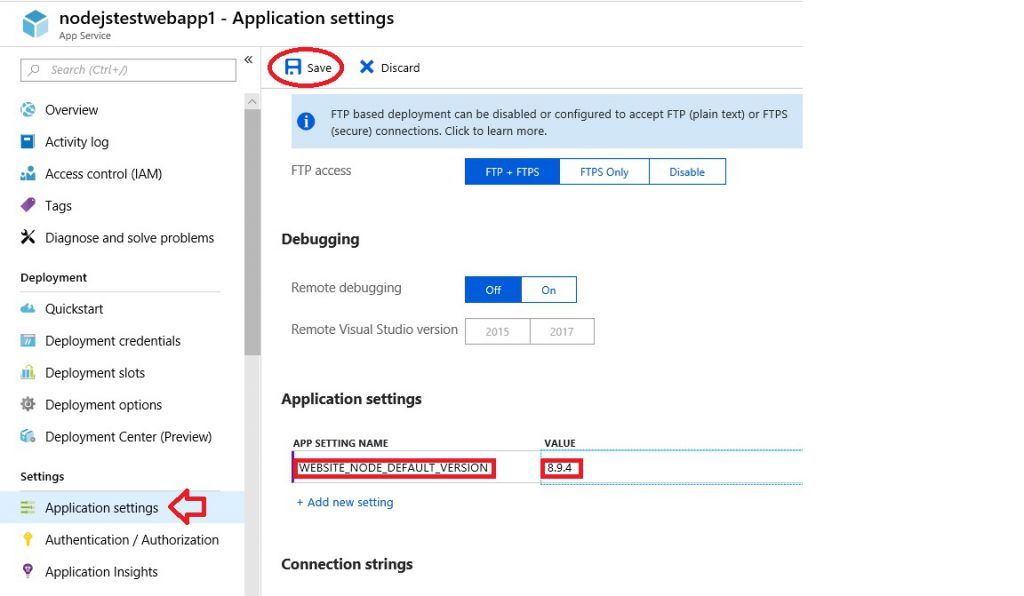 nodejstestwebapp1 - Application settings
App Service
Search (Ctrl+/)
«
Overview
Activity log
Access control (IAM)
Tags
Diagnose and solve problems
Deployment
Quickstart
Deployment credentials
Deployment slots
Deployment options
Deployment Center (Preview)
Settings
Application settings
Authentication / Authorization
Application Insights
Save Discard
FTP based deployment can be disabled or configured to accept FTP (plain text) or FTPS
(secure) connections. Click to learn more.
FTP access FTP + FTPS FTPS Only Disable
Debugging
Remote debugging Off On
Remote Visual Studio version 2015 2017
Application settings
APP SETTING NAME VALUE
WEBSITE_NODE_DEFAULT_VERSION 8.9.4
+ Add new setting
Connection strings